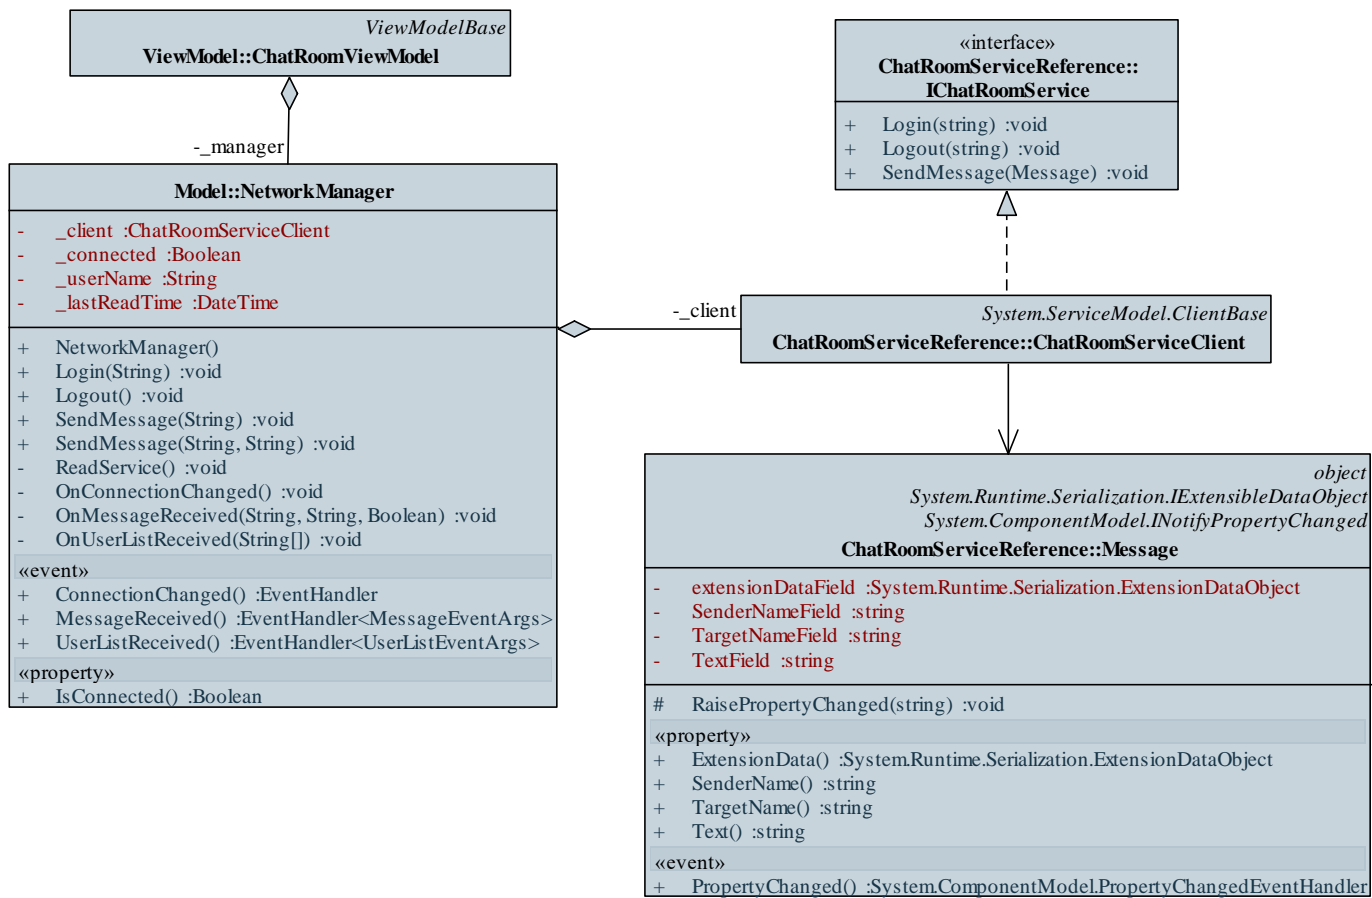 ViewModelBase
ViewModel::ChatRoomViewModel
-_manager
Model::NetworkManager
- _client :ChatRoomServiceClient
- _connected :Boolean
- _userName :String
- _lastReadTime :DateTime
+ NetworkManager()
+ Login(String) :void
+ Logout() :void
+ SendMessage(String) :void
+ SendMessage(String, String) :void
- ReadService() :void
- OnConnectionChanged() :void
- OnMessageReceived(String, String, Boolean) :void
- OnUserListReceived(String[]) :void
«event»
+ ConnectionChanged() :EventHandler
+ MessageReceived() :EventHandler<MessageEventArgs>
+ UserListReceived() :EventHandler<UserListEventArgs>
«property»
+ IsConnected() :Boolean
«interface»
ChatRoomServiceReference::
IChatRoomService
+ Login(string) :void
+ Logout(string) :void
+ SendMessage(Message) :void
-_client
System.ServiceModel.ClientBase
ChatRoomServiceReference::ChatRoomServiceClient
object
System.Runtime.Serialization.IExtensibleDataObject
System.ComponentModel.INotifyPropertyChanged
ChatRoomServiceReference::Message
- extensionDataField :System.Runtime.Serialization.ExtensionDataObject
- SenderNameField :string
- TargetNameField :string
- TextField :string
# RaisePropertyChanged(string) :void
«property»
+ ExtensionData() :System.Runtime.Serialization.ExtensionDataObject
+ SenderName() :string
+ TargetName() :string
+ Text() :string
«event»
+ PropertyChanged() :System.ComponentModel.PropertyChangedEventHandler